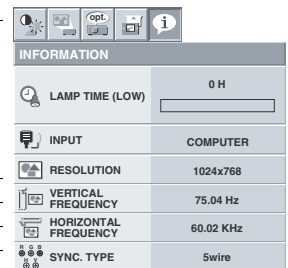 opt.
i
INFORMATION
LAMP TIME (LOW)
0 H
INPUT
COMPUTER
RESOLUTION
1024x768
VERTICAL
FREQUENCY
75.04 Hz
HORIZONTAL
FREQUENCY
60.02 KHz
R G B
H V
SYNC. TYPE
5wire